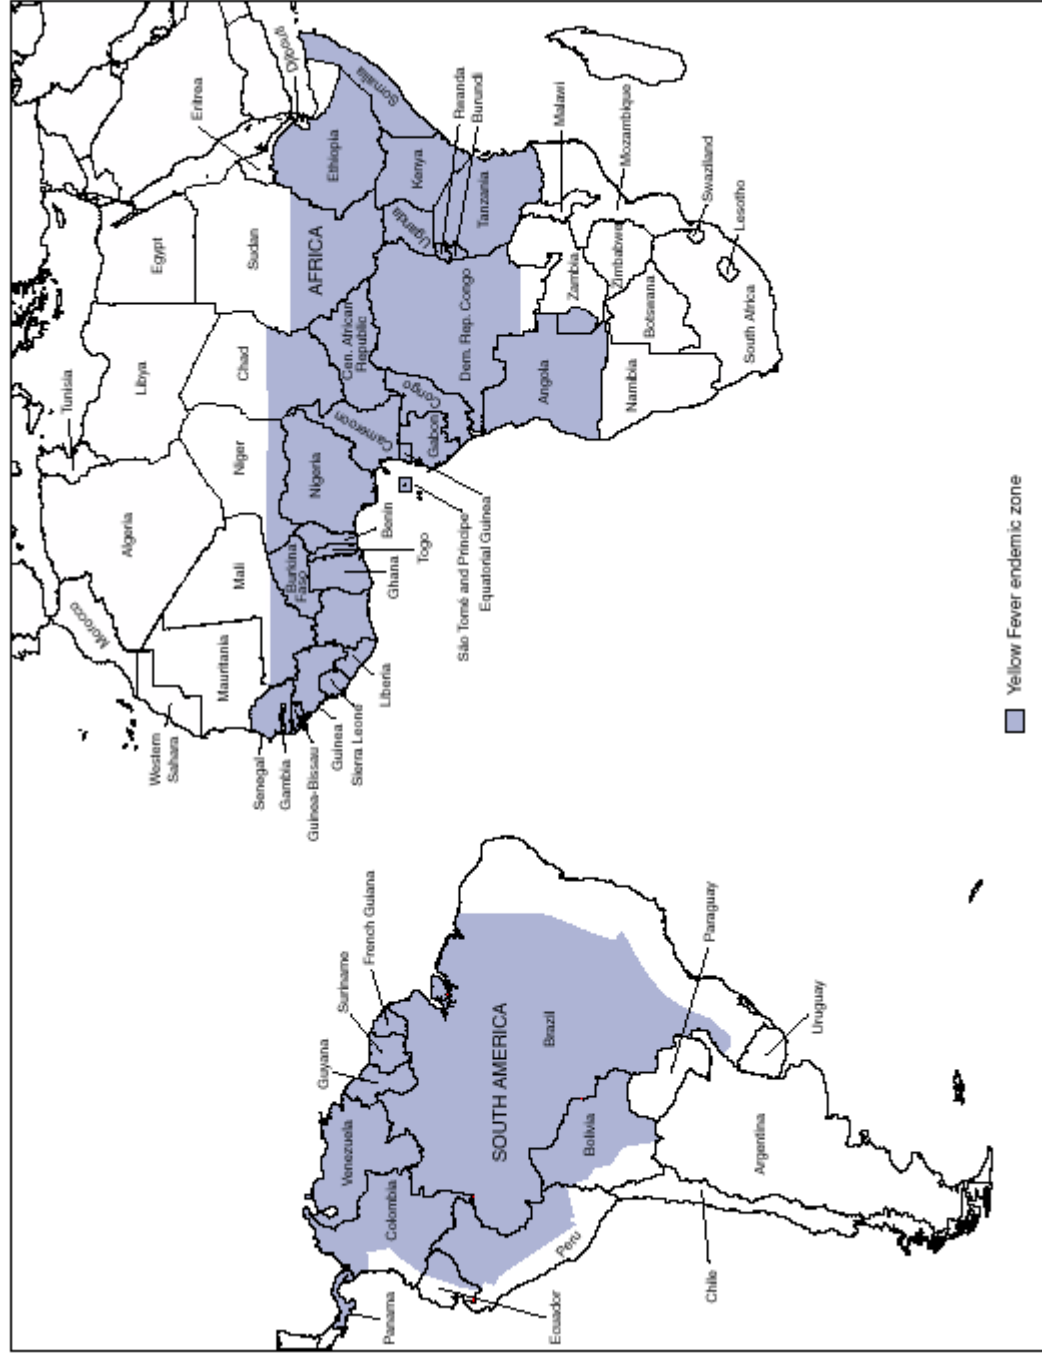 Tunisia
Morocco
Algeria
Libya
Egypt
Western
Sahara
Mauritania
Mali
Niger
Chad
Sudan
Eritrea
Djibouti
Senegal
Gambia
Guinea-Bissau
Guinea
Sierra Leone
Liberia
Burkina
Faso
Ghana
Togo
Benin
Nigeria
Cameroon
Cen. African
Republic
AFRICA
Ethiopia
Somalia
São Tomé and Principe
Equatorial Guinea
Gabon
Congo
Dem. Rep. Congo
Uganda
Kenya
Rwanda
Burundi
Tanzania
Angola
Zambia
Malawi
Mozambique
Zimbabwe
Namibia
Botswana
Swaziland
Lesotho
South Africa
Panama
Venezuela
Colombia
Guyana
Suriname
French Guiana
Ecuador
SOUTH AMERICA
Brazil
Peru
Bolivia
Paraguay
Chile
Argentina
Uruguay
Yellow Fever endemic zone